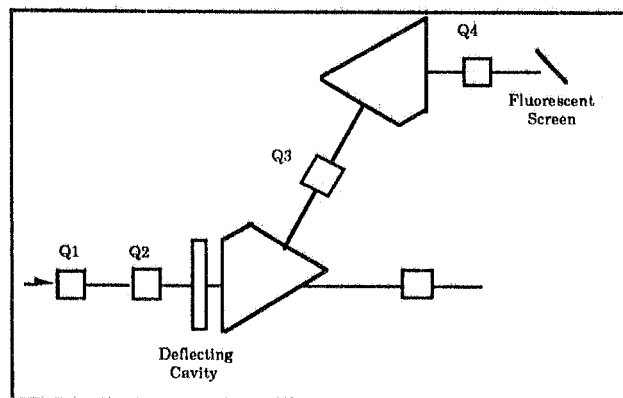 Q4
Fluorescent
Screen
Q3
Q1
Q2
Deflecting
Cavity